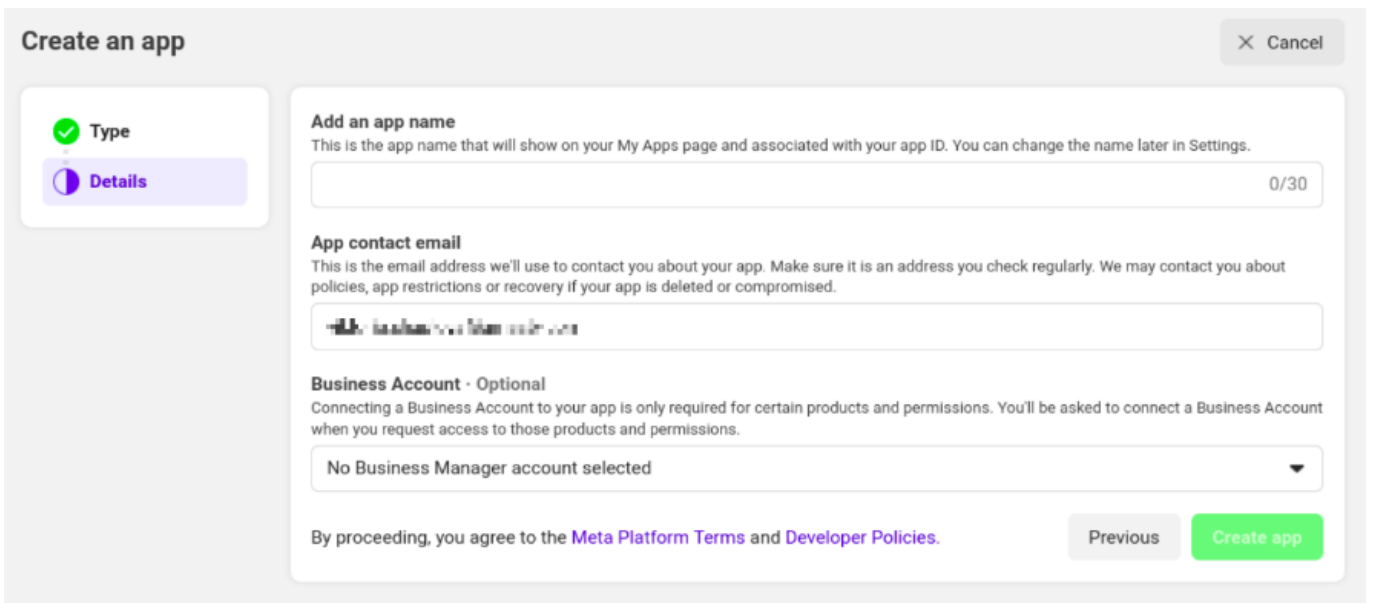 Create an app
Cancel
Type
Details
Add an app name
This is the app name that will show on your My Apps page and associated with your app ID. You can change the name later in Settings.
0/30
App contact email
This is the email address we'll use to contact you about your app. Make sure it is an address you check regularly. We may contact you about
policies, app restrictions or recovery if your app is deleted or compromised.
Business Account · Optional
Connecting a Business Account to your app is only required for certain products and permissions. You'll be asked to connect a Business Account
when you request access to those products and permissions.
No Business Manager account selected
By proceeding, you agree to the Meta Platform Terms and Developer Policies.
Previous
Create app